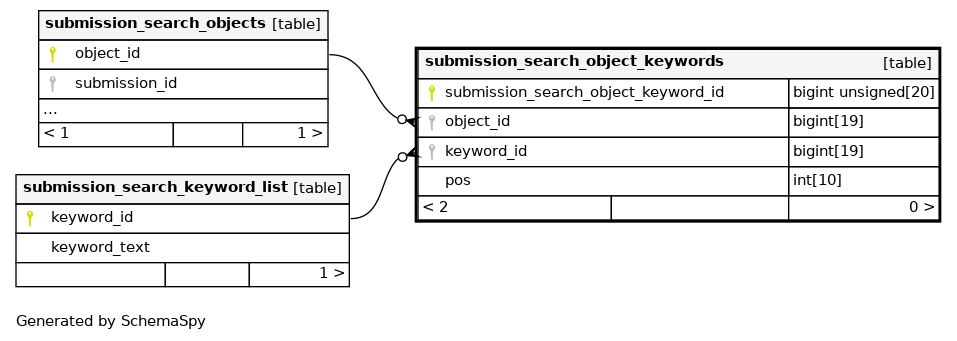 submission_search_objects [table]
object_id
submission_id
...
< 1 1 >
submission_search_keyword_list [table]
keyword_id
keyword_text
1 >
submission_search_object_keywords [table]
submission_search_object_keyword_id bigint unsigned[20]
object_id bigint[19]
keyword_id bigint[19]
pos int[10]
< 2 0 >
Generated by SchemaSpy